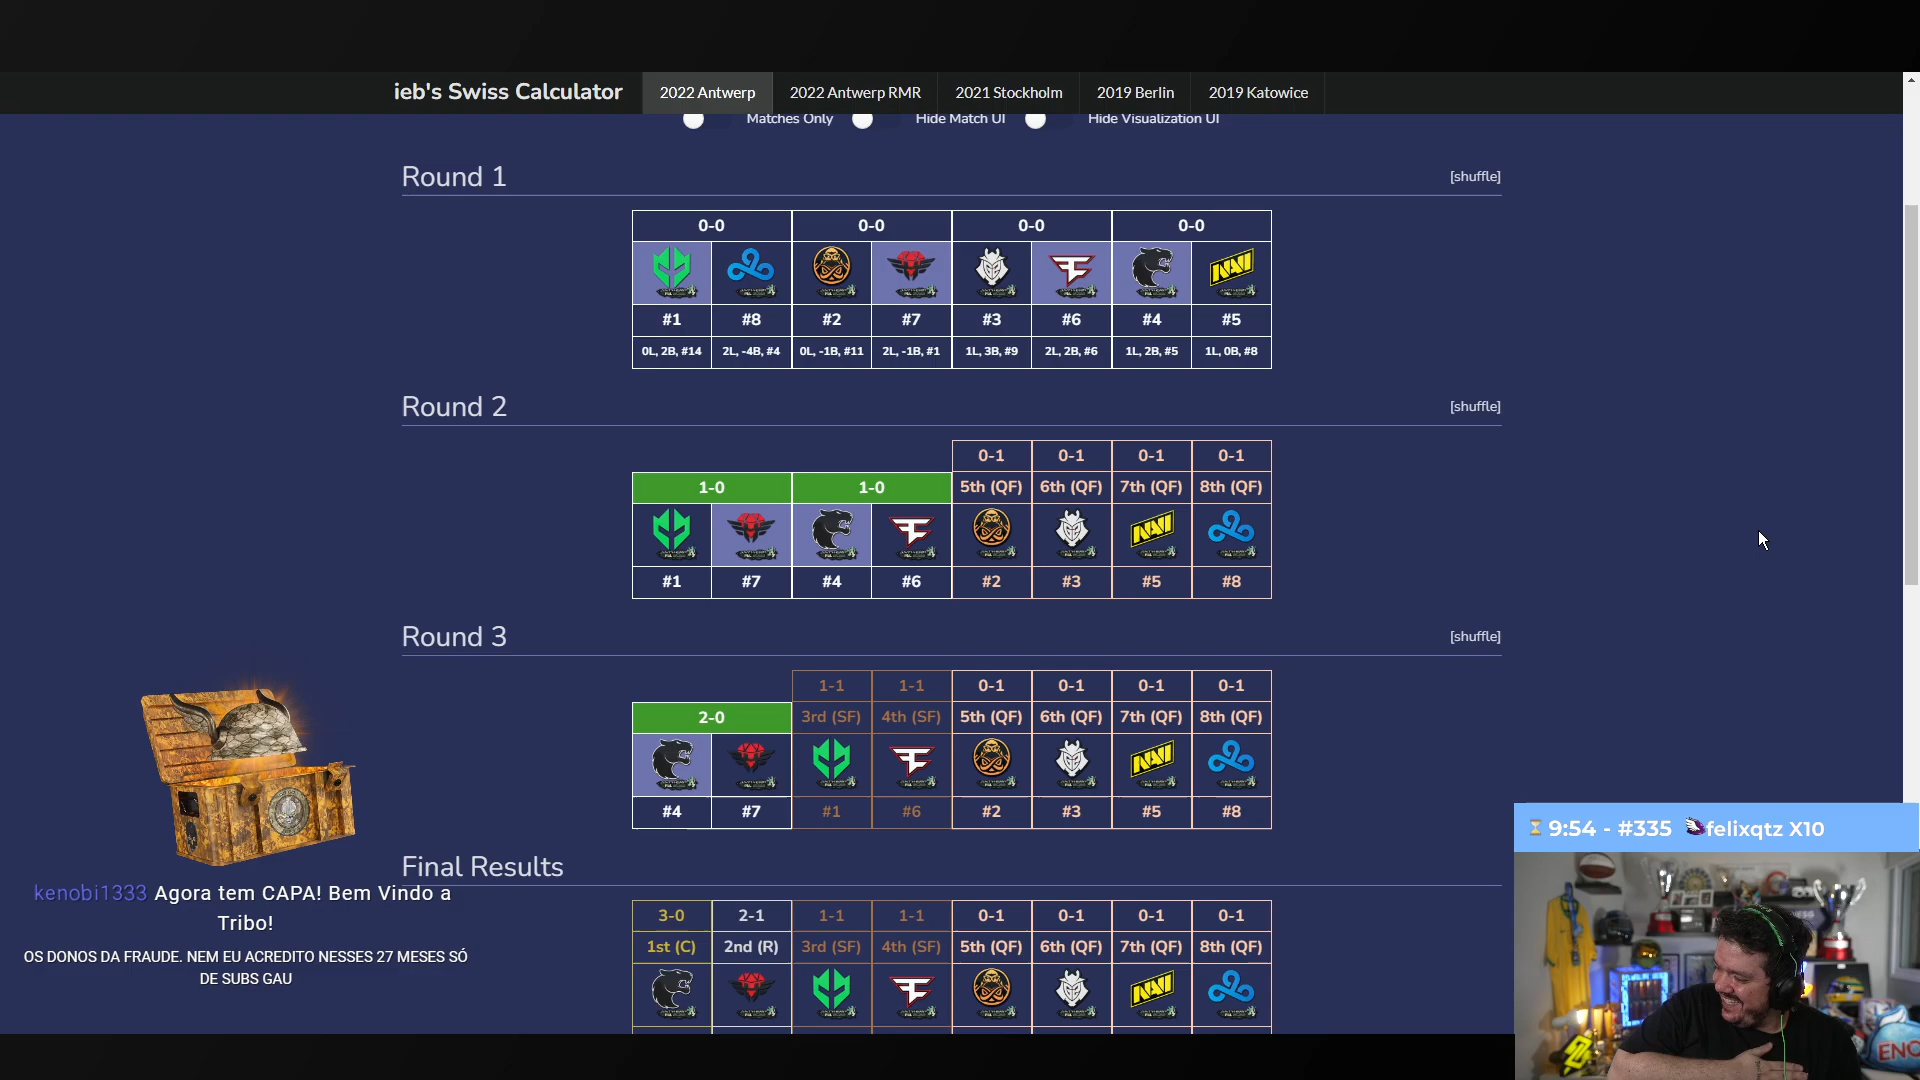 ieb's Swiss Calculator 2022 Antwerp 2022 Antwerp RMR 2021 Stockholm 2019 Berlin 2019 Katowice
Matches Only Hide Match UI Hide Visualization UI
Round 1 [shuffle]
0-0 0-0 0-0 0-0
#1 #8 #2 #7 #3 #6 #4 #5
0L, 2B, #14 2L, -4B, #4 0L, -1B, #11 2L, -1B, #1 1L, 3B, #9 2L, 2B, #6 1L, 2B, #5 1L, 0B, #8
Round 2 [shuffle]
0-1 0-1 0-1 0-1
1-0 1-0 5th (QF) 6th (QF) 7th (QF) 8th (QF)
#1 #7 #4 #6 #2 #3 #5 #8
Round 3 [shuffle]
1-1 1-1 0-1 0-1 0-1 0-1
2-0 3rd (SF) 4th (SF) 5th (QF) 6th (QF) 7th (QF) 8th (QF)
#4 #7 #1 #6 #2 #3 #5 #8
Final Results
3-0 2-1 1-1 1-1 0-1 0-1 0-1 0-1
1st (C) 2nd (R) 3rd (SF) 4th (SF) 5th (QF) 6th (QF) 7th (QF) 8th (QF)
kenobi1333 Agora tem CAPA! Bem Vindo a
Tribo!
OS DONOS DA FRAUDE. NEM EU ACREDITO NESSES 27 MESES SÓ
DE SUBS GAU
9:54 - #335 felixqtz X10